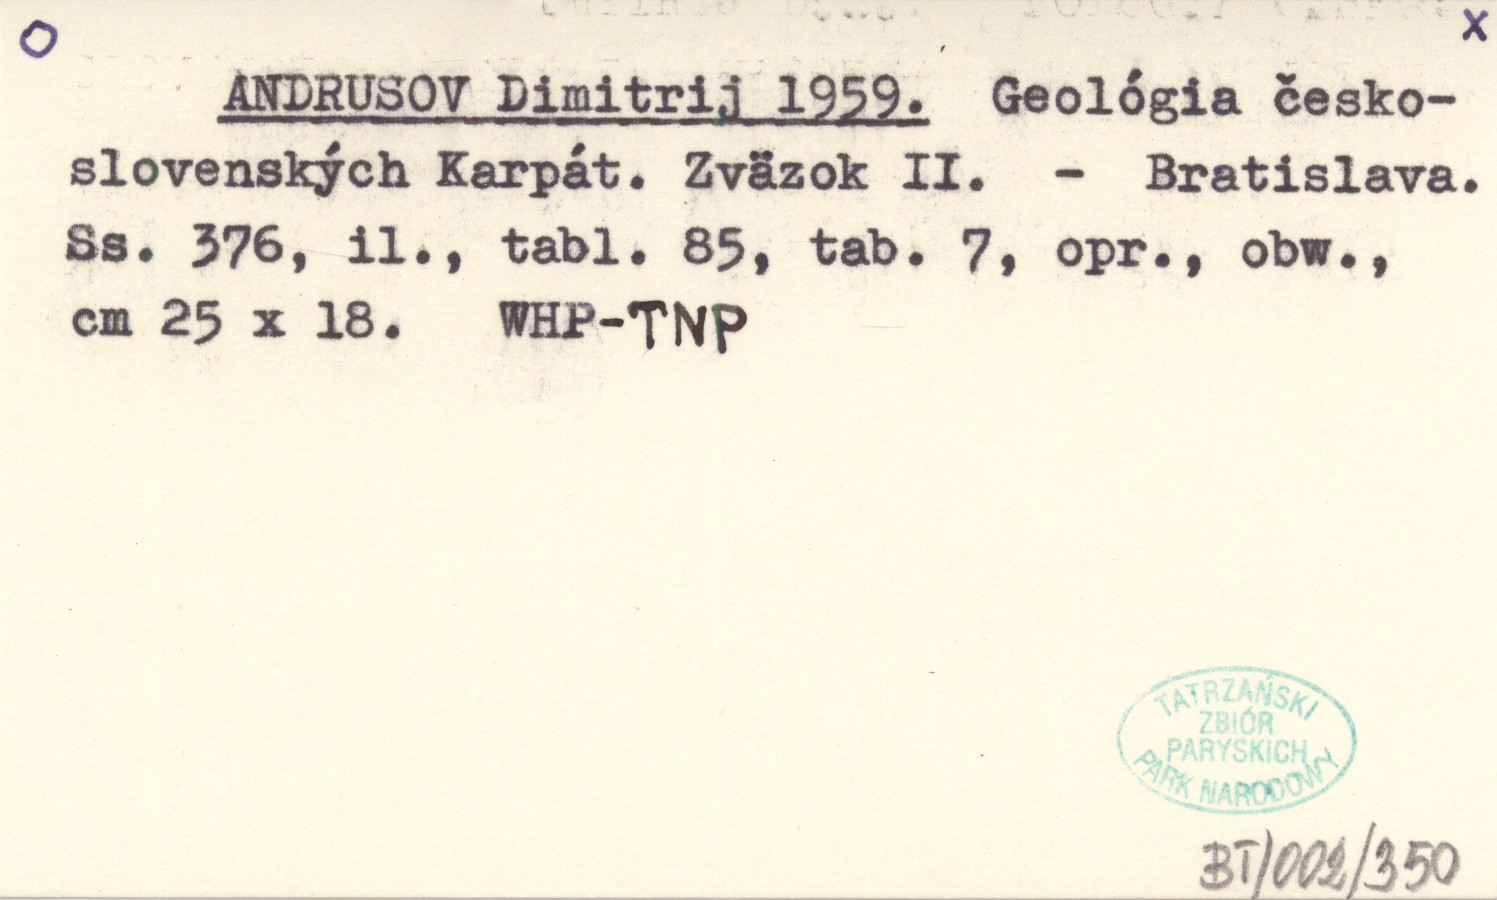 O
X
ANDRUSOV Dimitrij 1959. Geológia česko-
slovenských Karpát. Zväzok II. - Bratislava.
Ss. 376, il., tabl. 85, tab. 7, opr., obw.,
cm 25 x 18. WHP-TNP
TATRZAŃSKI
ZBIÓR
PARYSKICH
PARK NARODOWY
BT/002/350